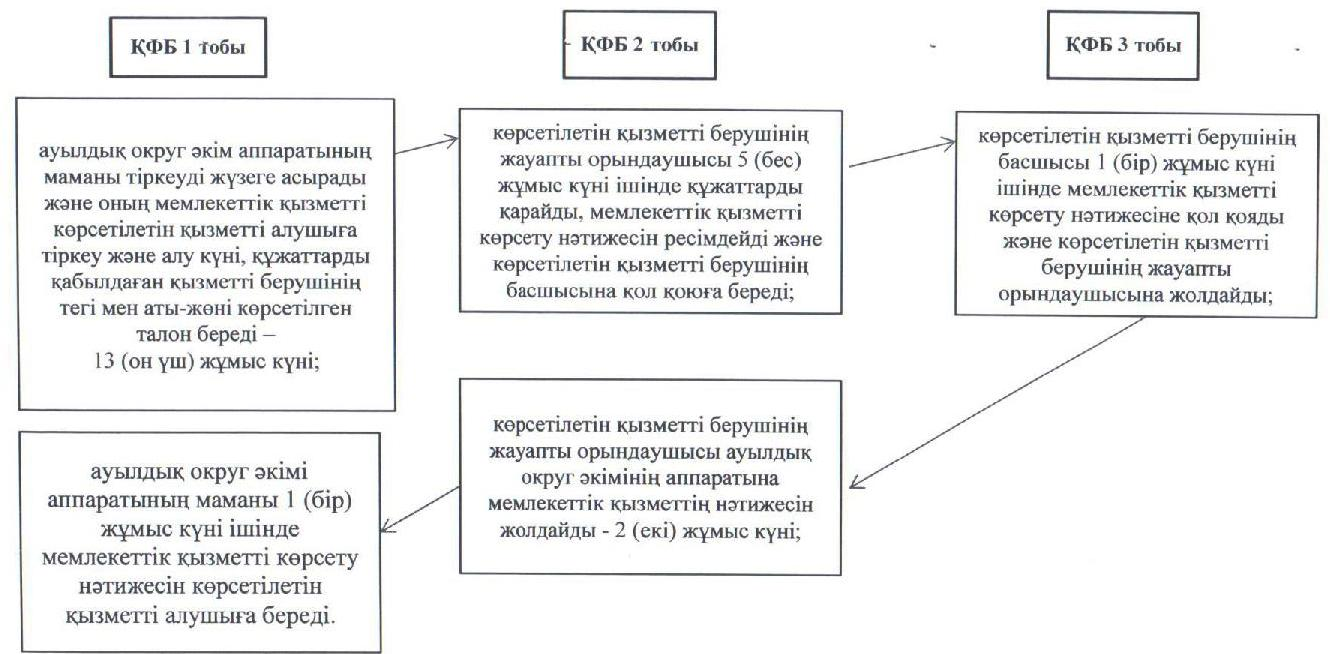 ҚФБ 1 тобы
ҚФБ 2 тобы
ҚФБ 3 тобы
ауылдық округ әкім аппаратының
маманы тіркеуді жүзеге асырады
және оның мемлекеттік қызметті
көрсетілетін қызметті алушыға
тіркеу және алу күні, құжаттарды
қабылдаған қызметті берушінің
тегі мен аты-жөні көрсетілген
талон береді –
13 (он үш) жұмыс күні;
көрсетілетін қызметті берушінің
жауапты орындаушысы 5 (бес)
жұмыс күні ішінде құжаттарды
қарайды, мемлекеттік қызметті
көрсету нәтижесін ресімдейді және
көрсетілетін қызметті берушінің
басшысына қол қоюға береді;
көрсетілетін қызметті берушінің
басшысы 1 (бір) жұмыс күні
ішінде мемлекеттік қызметті
көрсету нәтижесіне қол қояды
және көрсетілетін қызметті
берушінің жауапты
орындаушысына жолдайды;
көрсетілетін қызметті берушінің
жауапты орындаушысы ауылдық
округ әкімінің аппаратына
мемлекеттік қызметтің нәтижесін
жолдайды - 2 (екі) жұмыс күні;
ауылдық округ әкімі
аппаратының маманы 1 (бір)
жұмыс күні ішінде
мемлекеттік қызметті көрсету
нәтижесін көрсетілетін
қызметті алушыға береді.